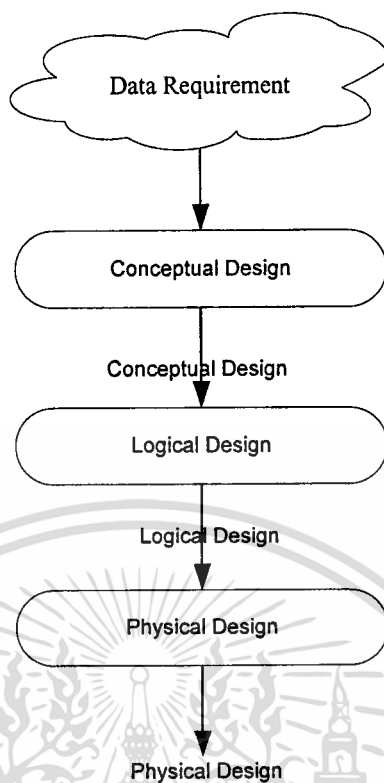 Data Requirement
Conceptual Design
Conceptual Design
Logical Design
Logical Design
Physical Design
Physical Design